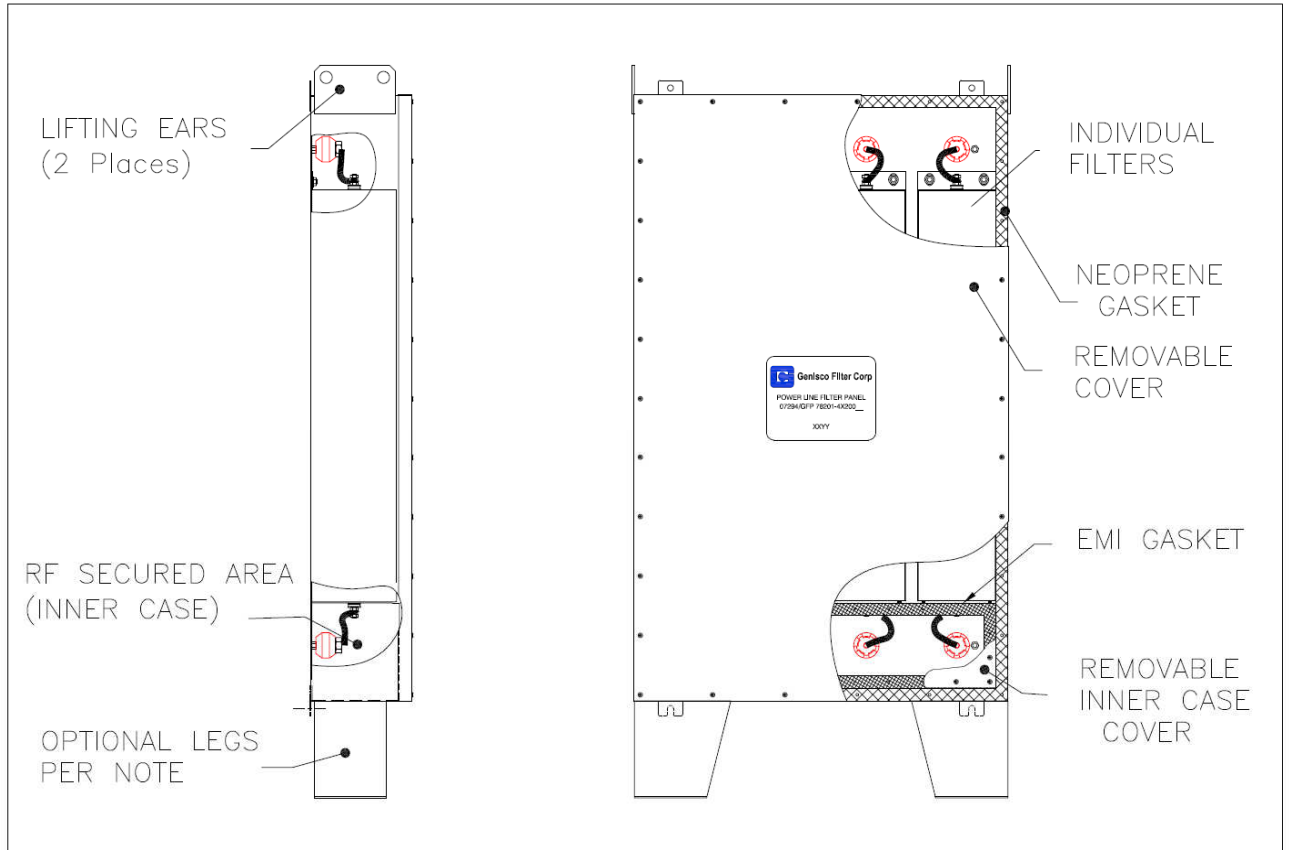 LIFTING EARS
(2 Places)
RF SECURED AREA
(INNER CASE)
OPTIONAL LEGS
PER NOTE
Genisco Filter Corp
POWER LINE FILTER PANEL
07294/GFP 78201-4X200__
XXYY
INDIVIDUAL
FILTERS
NEOPRENE
GASKET
REMOVABLE
COVER
EMI GASKET
REMOVABLE
INNER CASE
COVER